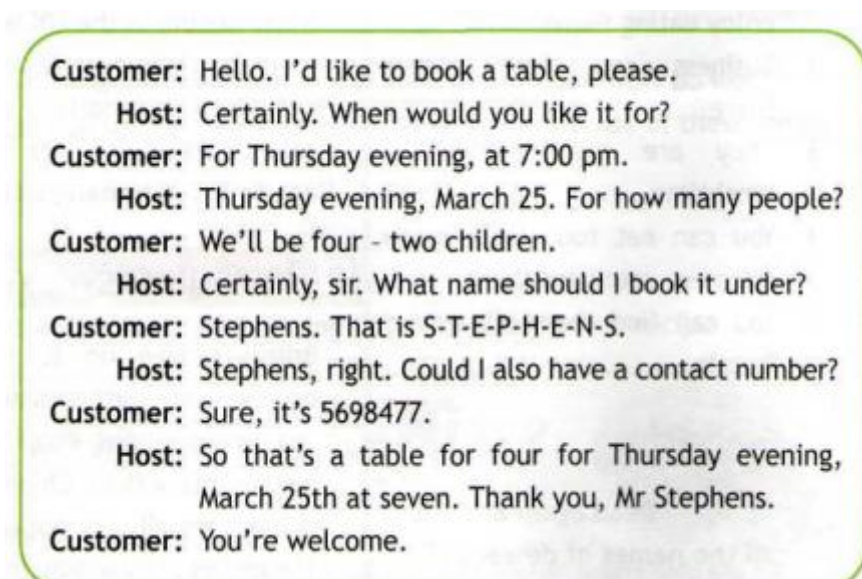 Customer: Hello. I'd like to book a table, please.
Host: Certainly. When would you like it for?
Customer: For Thursday evening, at 7:00 pm.
Host: Thursday evening, March 25. For how many people?
Customer: We'll be four - two children.
Host: Certainly, sir. What name should I book it under?
Customer: Stephens. That is S-T-E-P-H-E-N-S.
Host: Stephens, right. Could I also have a contact number?
Customer: Sure, it's 5698477.
Host: So that's a table for four for Thursday evening,
March 25th at seven. Thank you, Mr Stephens.
Customer: You're welcome.